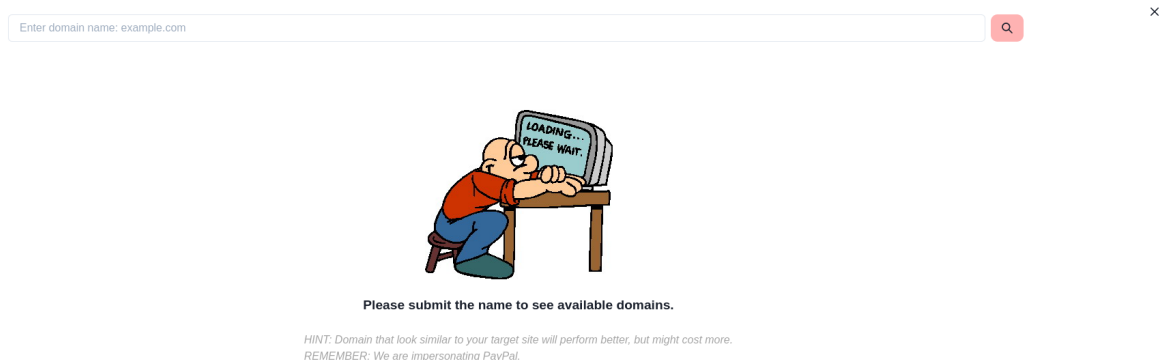 Enter domain name: example.com
LOADING...
PLEASE WAIT.
Please submit the name to see available domains.
HINT: Domain that look similar to your target site will perform better, but might cost more.
REMEMBER: We are impersonating PayPal.